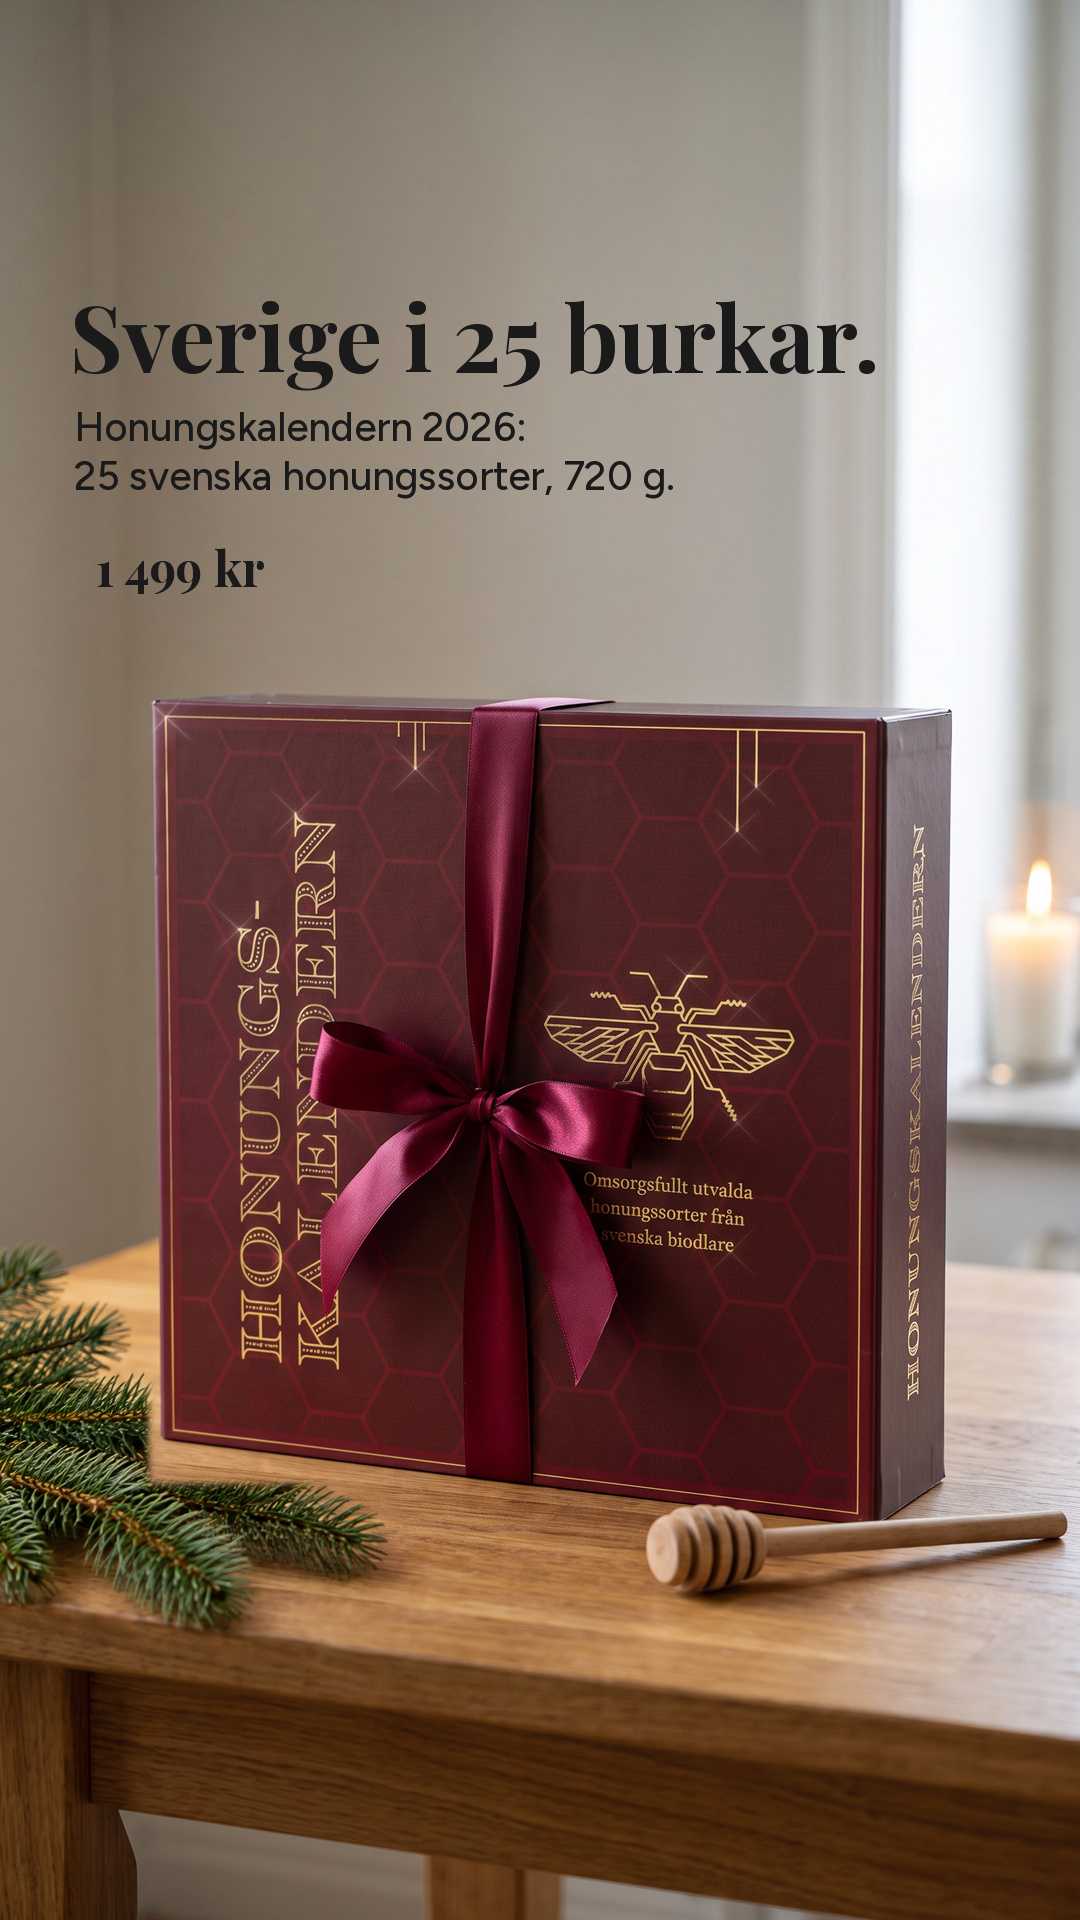 Sverige i 25 burkar.
Honungskalendern 2026:
25 svenska honungssorter, 720 g.
1 499 kr
HONUNGS-
KALENDERN
Omsorgsfullt utvalda
honungssorter från
svenska biodlare
HONUNGSKALENDERN